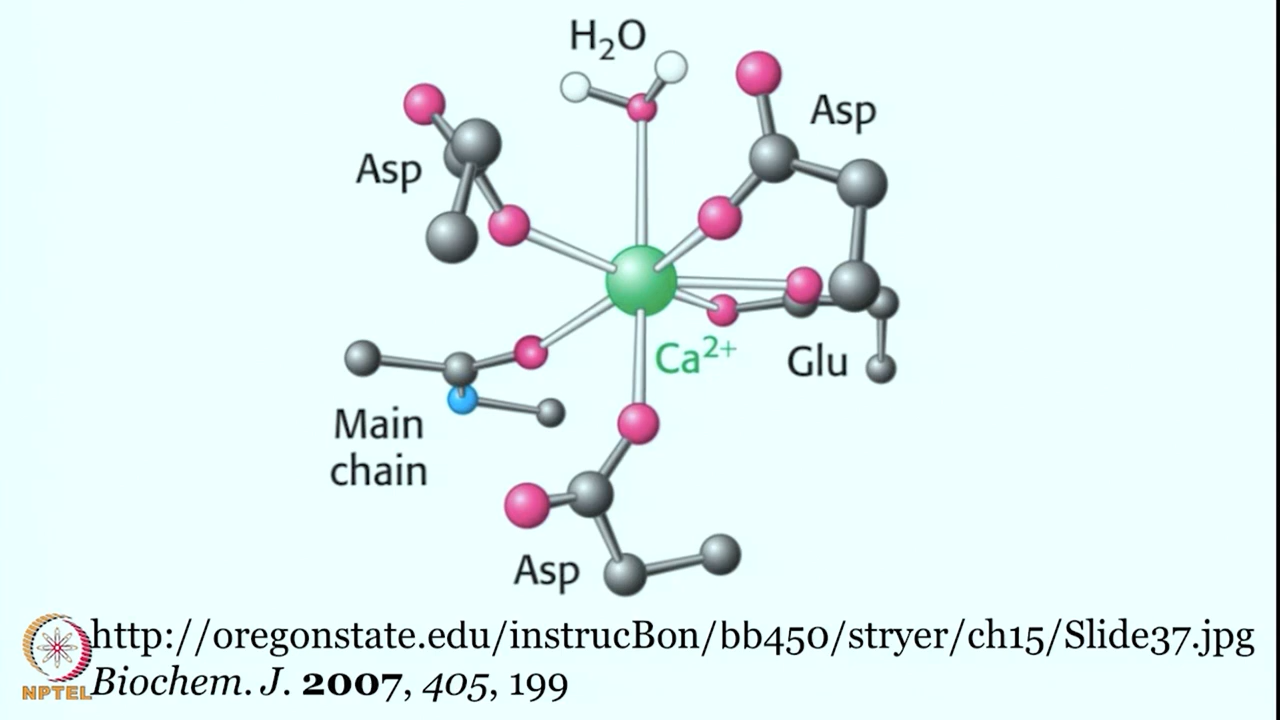 H₂O
Asp
Asp
Ca²⁺
Glu
Main
chain
Asp
http://oregonstate.edu/instrucBon/bb450/stryer/ch15/Slide37.jpg
Biochem. J. 2007, 405, 199
NPTEL